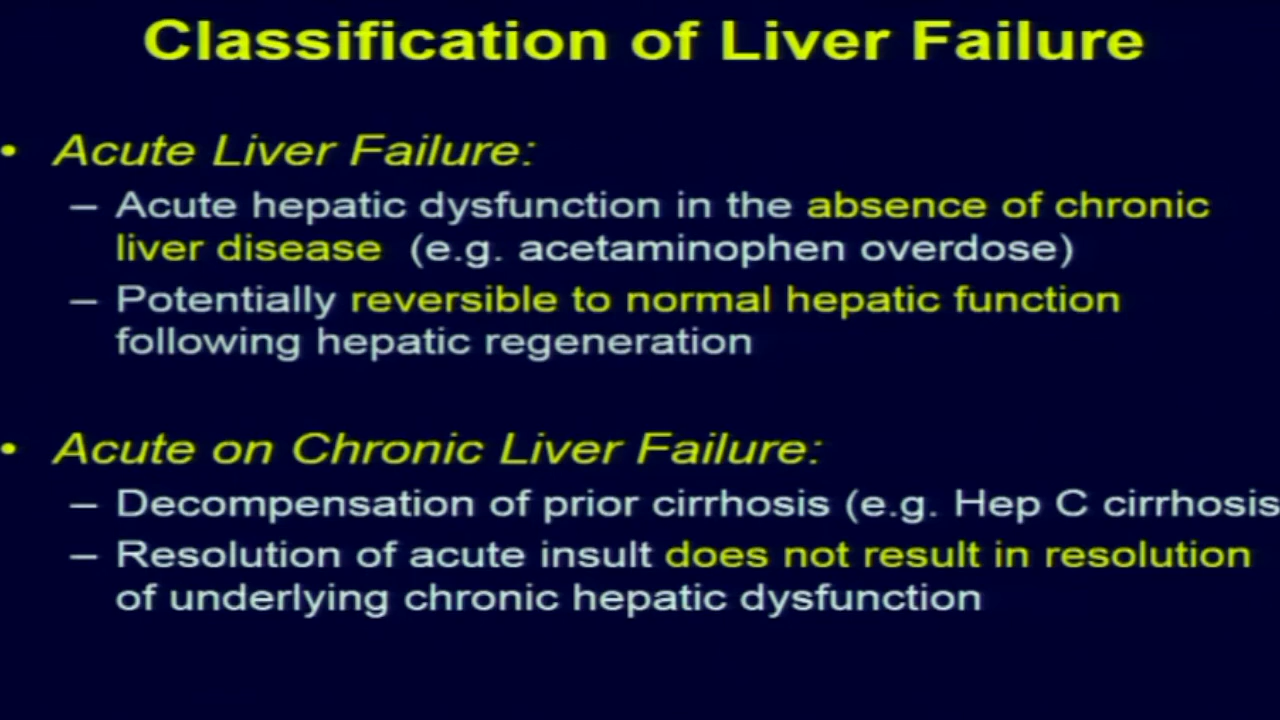 Classification of Liver Failure
• Acute Liver Failure:
– Acute hepatic dysfunction in the absence of chronic
liver disease (e.g. acetaminophen overdose)
– Potentially reversible to normal hepatic function
following hepatic regeneration
• Acute on Chronic Liver Failure:
– Decompensation of prior cirrhosis (e.g. Hep C cirrhosis
– Resolution of acute insult does not result in resolution
of underlying chronic hepatic dysfunction